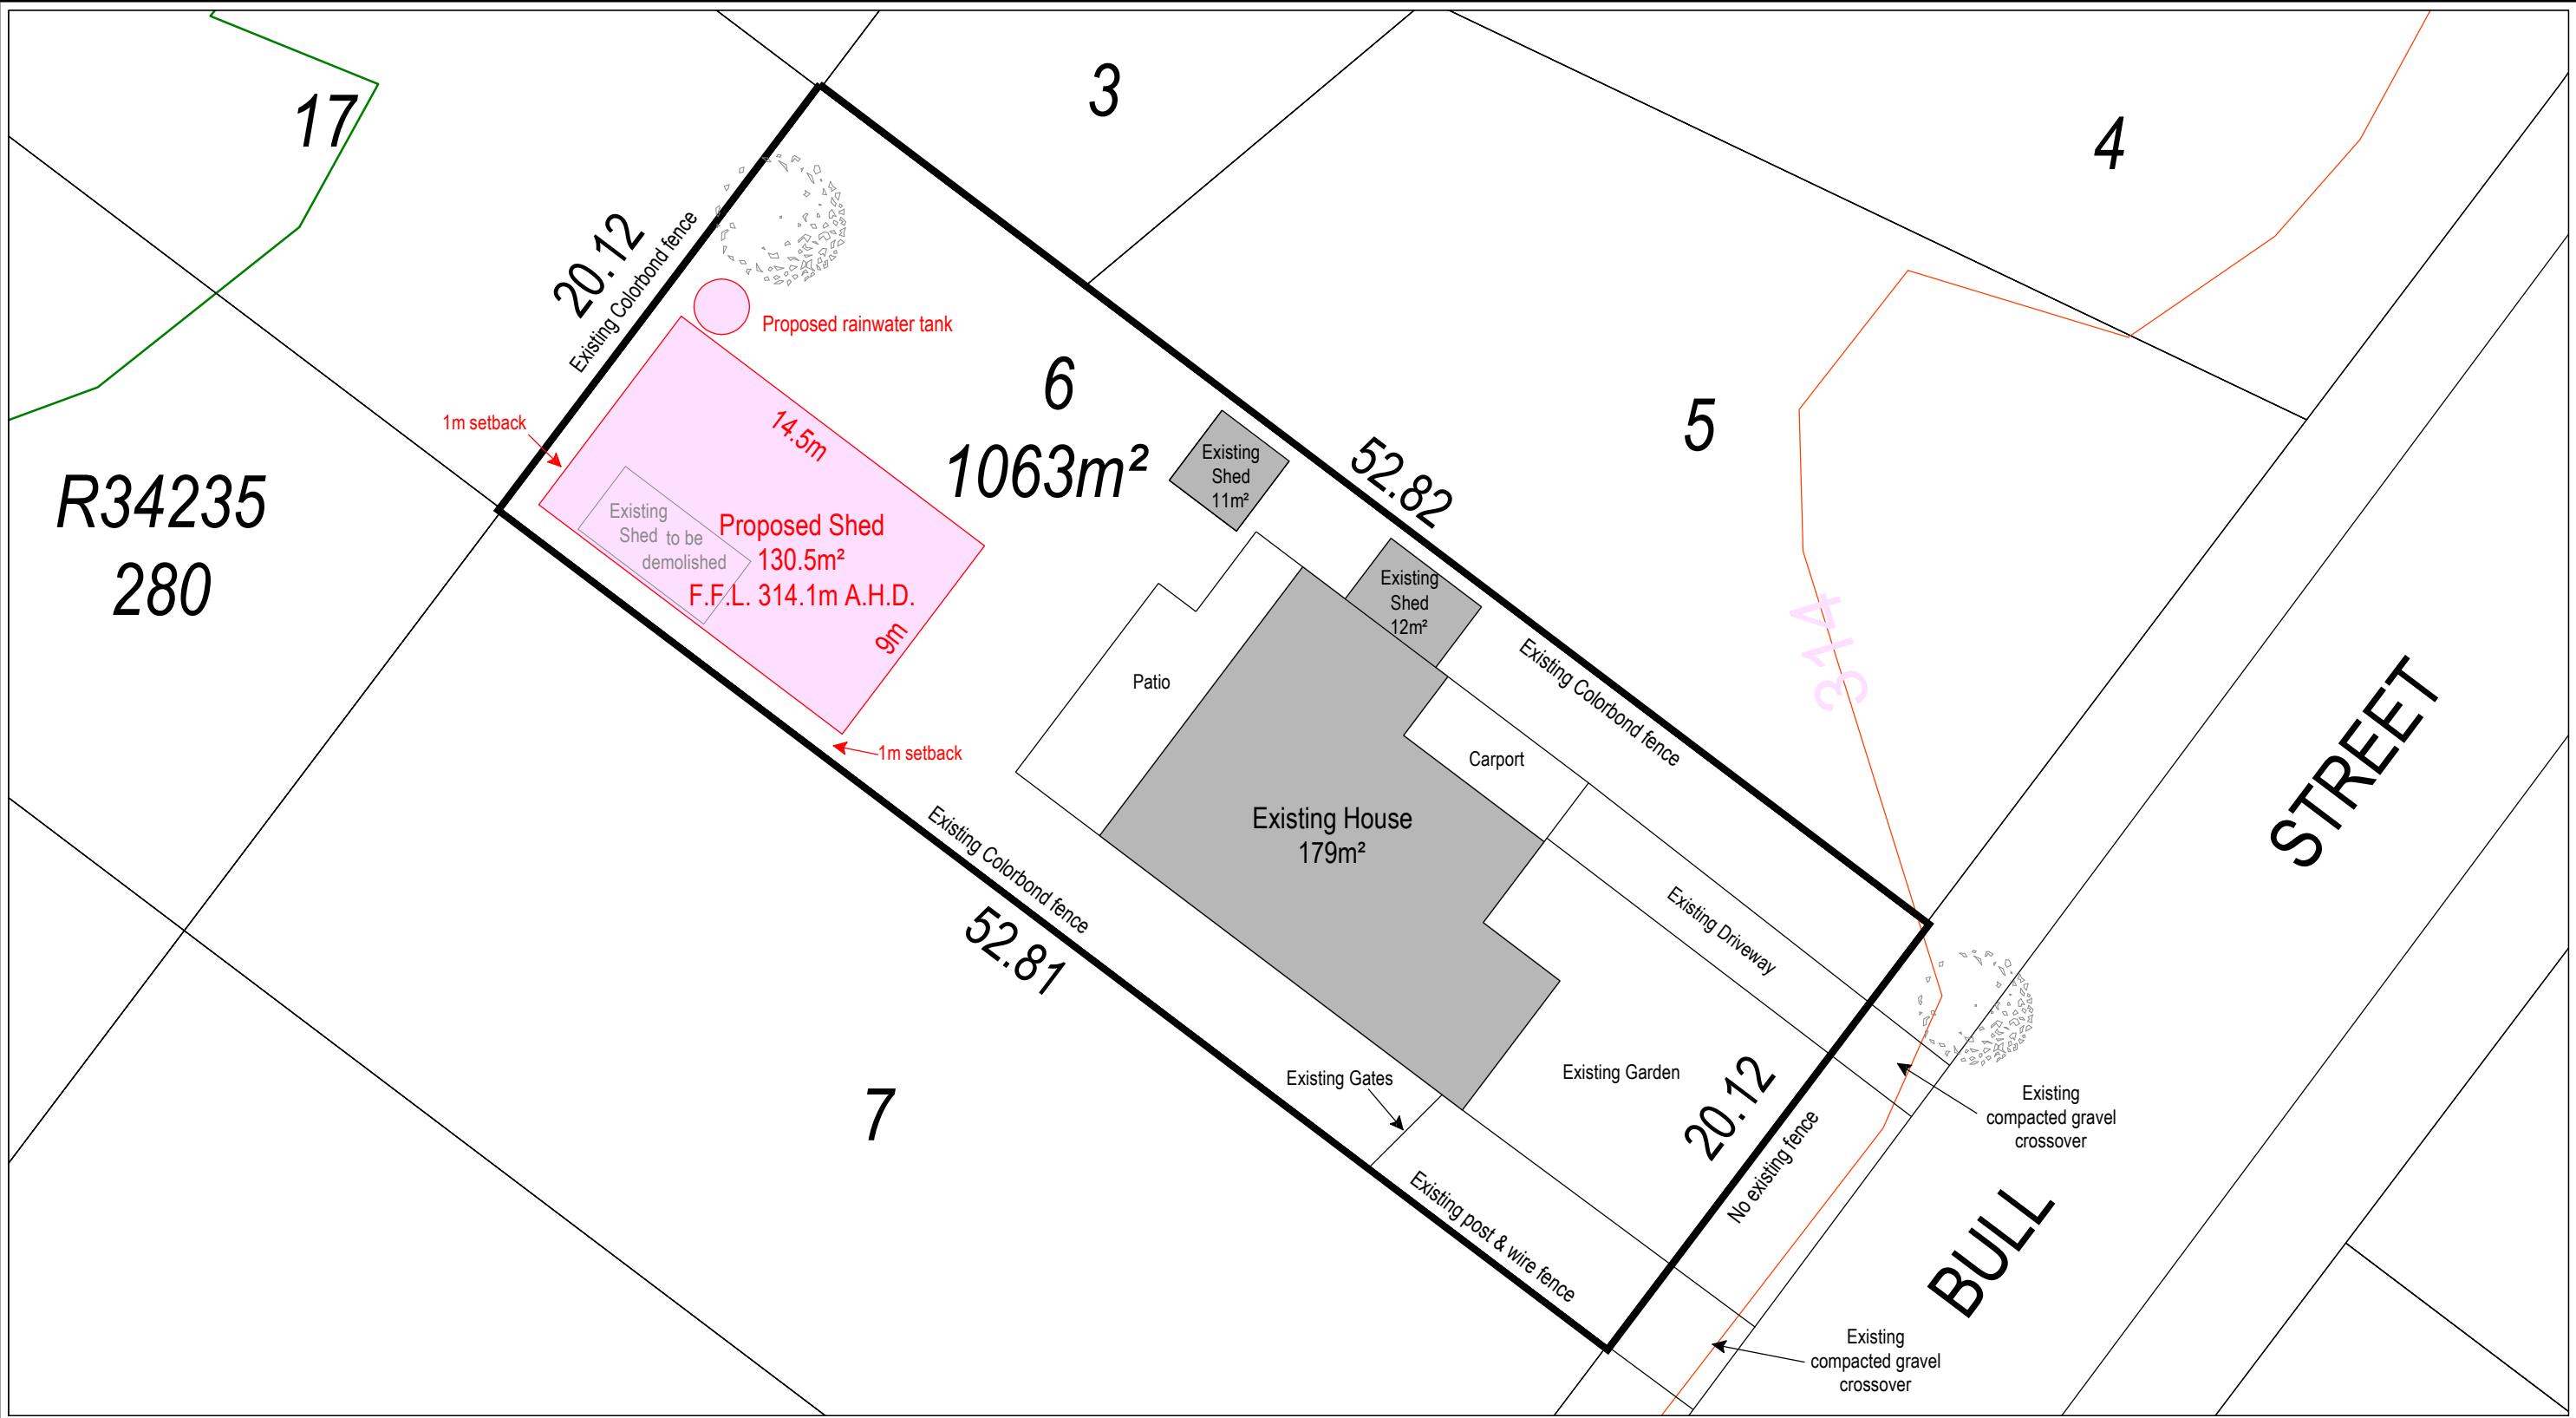 17
3
4
20.12
Existing Colorbond fence
Proposed rainwater tank
6
1063m²
5
1m setback
14.5m
R34235
280
Existing
Shed
11m²
52.82
Existing
Shed to be
demolished
Proposed Shed
130.5m²
F.F.L. 314.1m A.H.D.
9m
Existing
Shed
12m²
314
Existing Colorbond fence
Patio
1m setback
Carport
STREET
Existing House
179m²
Existing Colorbond fence
52.81
Existing Driveway
7
Existing Gates
Existing Garden
20.12
No existing fence
Existing
compacted gravel
crossover
Existing post & wire fence
BULL
Existing
compacted gravel
crossover